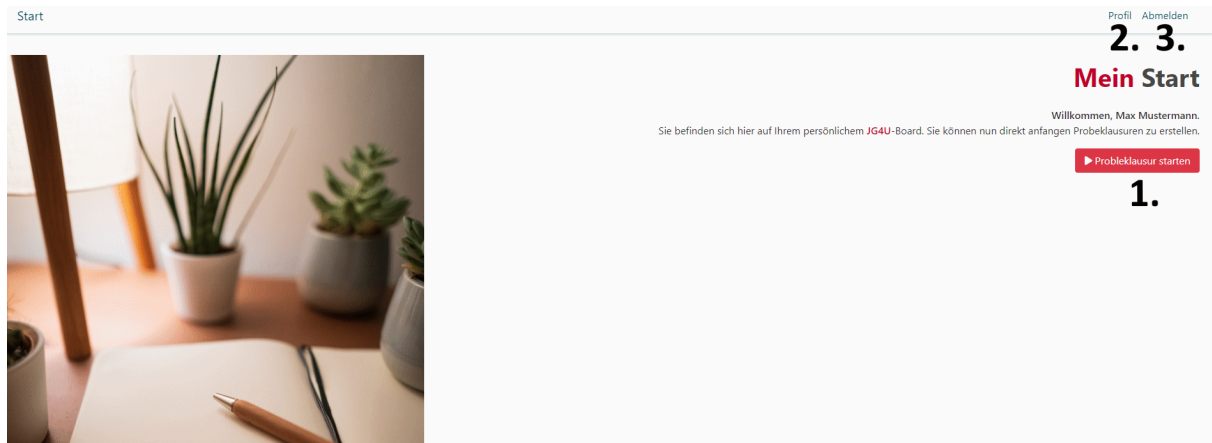 Start
Profil Abmelden
2. 3.
Mein Start
Willkommen, Max Mustermann.
Sie befinden sich hier auf Ihrem persönlichem JG4U-Board. Sie können nun direkt anfangen Probeklausuren zu erstellen.
Probleklausur starten
1.